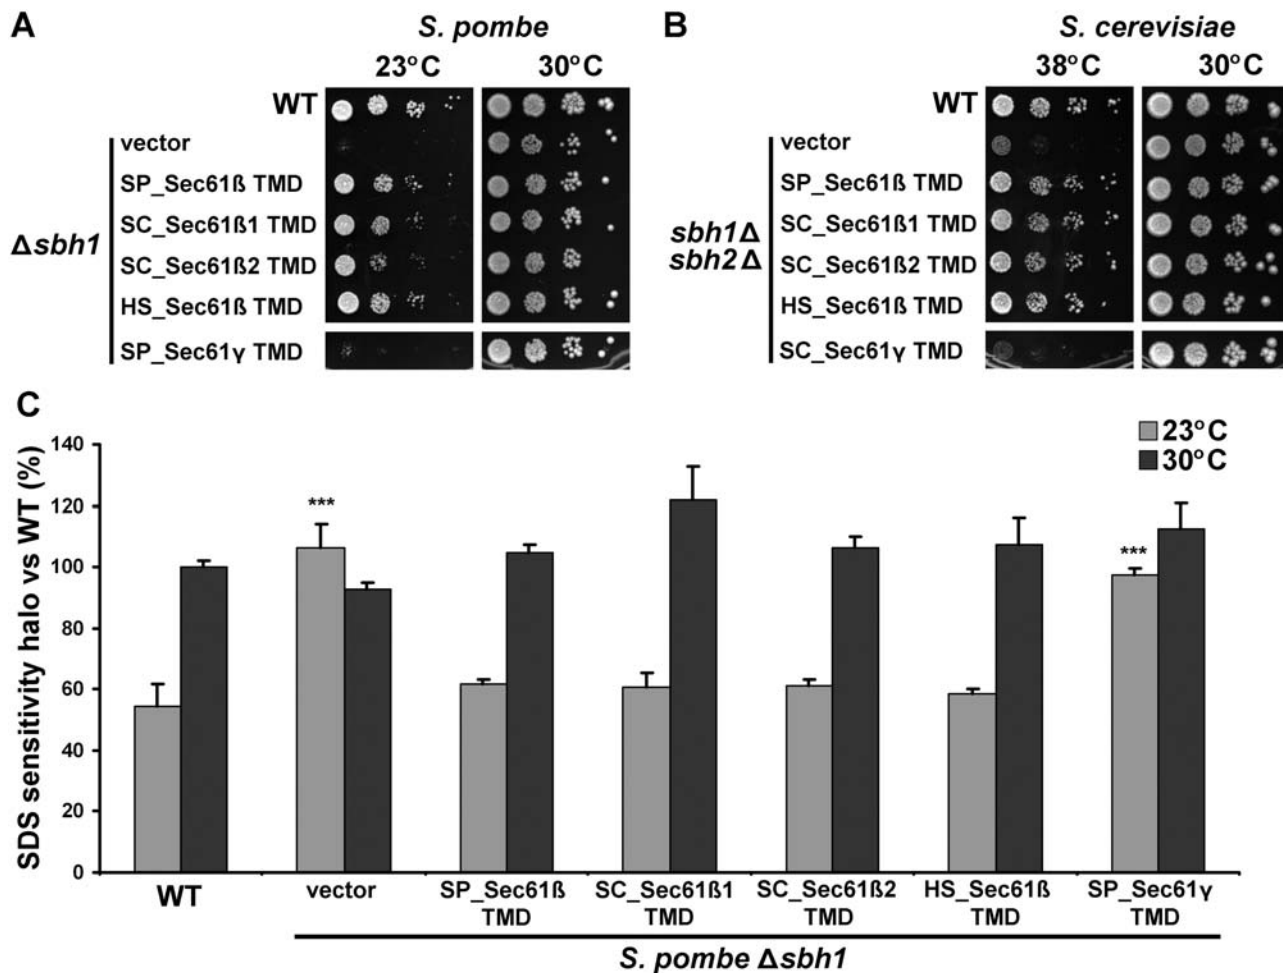 A
S. pombe
23°C 30°C
WT
vector
SP_Sec61ß TMD
SC_Sec61ß1 TMD
Δsbh1
SC_Sec61ß2 TMD
HS_Sec61ß TMD
SP_Sec61γ TMD
B
S. cerevisiae
38°C 30°C
WT
vector
SP_Sec61ß TMD
SC_Sec61ß1 TMD
sbh1Δ
sbh2Δ
SC_Sec61ß2 TMD
HS_Sec61ß TMD
SC_Sec61γ TMD
C
SDS sensitivity halo vs WT (%)
140
120
100
80
60
40
20
0
23°C
30°C
***
***
WT
vector
SP_Sec61ß
TMD
SC_Sec61ß1
TMD
SC_Sec61ß2
TMD
HS_Sec61ß
TMD
SP_Sec61γ
TMD
S. pombe Δsbh1